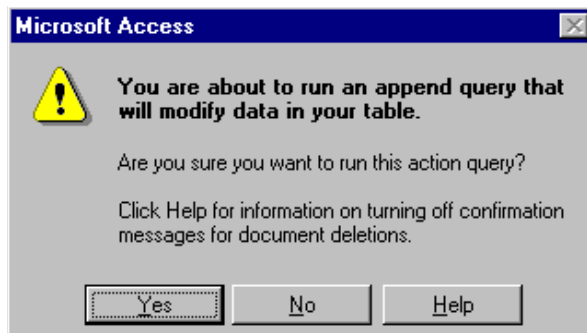 Microsoft Access
You are about to run an append query that
will modify data in your table.
Are you sure you want to run this action query?
Click Help for information on turning off confirmation
messages for document deletions.
Yes No Help